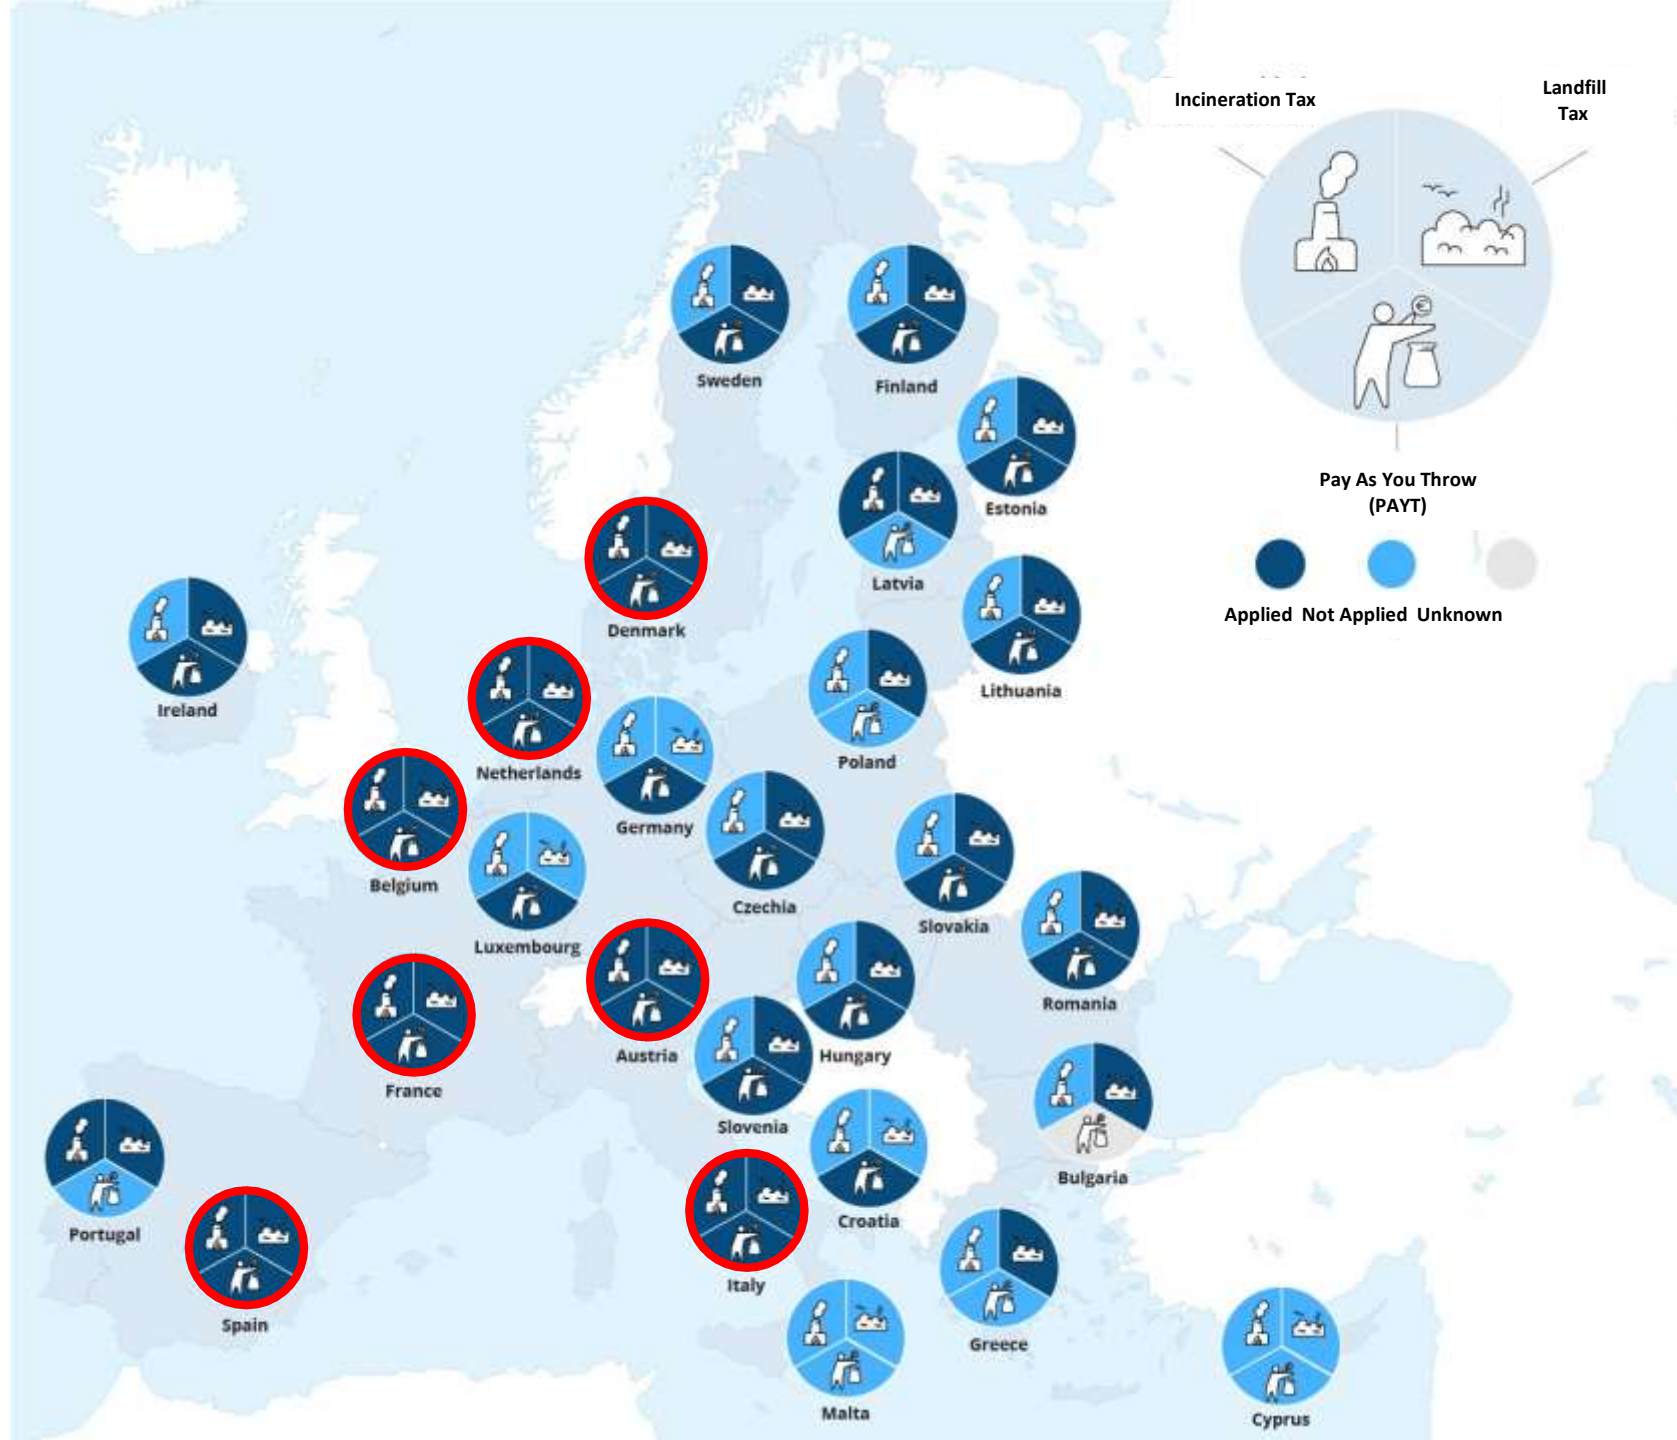 Incineration Tax
Landfill
Tax
Pay As You Throw
(PAYT)
Applied Not Applied Unknown
Sweden
Finland
Estonia
Latvia
Denmark
Lithuania
Ireland
Netherlands
Poland
Germany
Belgium
Czechia
Slovakia
Luxembourg
Romania
Austria
Hungary
France
Slovenia
Bulgaria
Croatia
Portugal
Italy
Spain
Greece
Malta
Cyprus